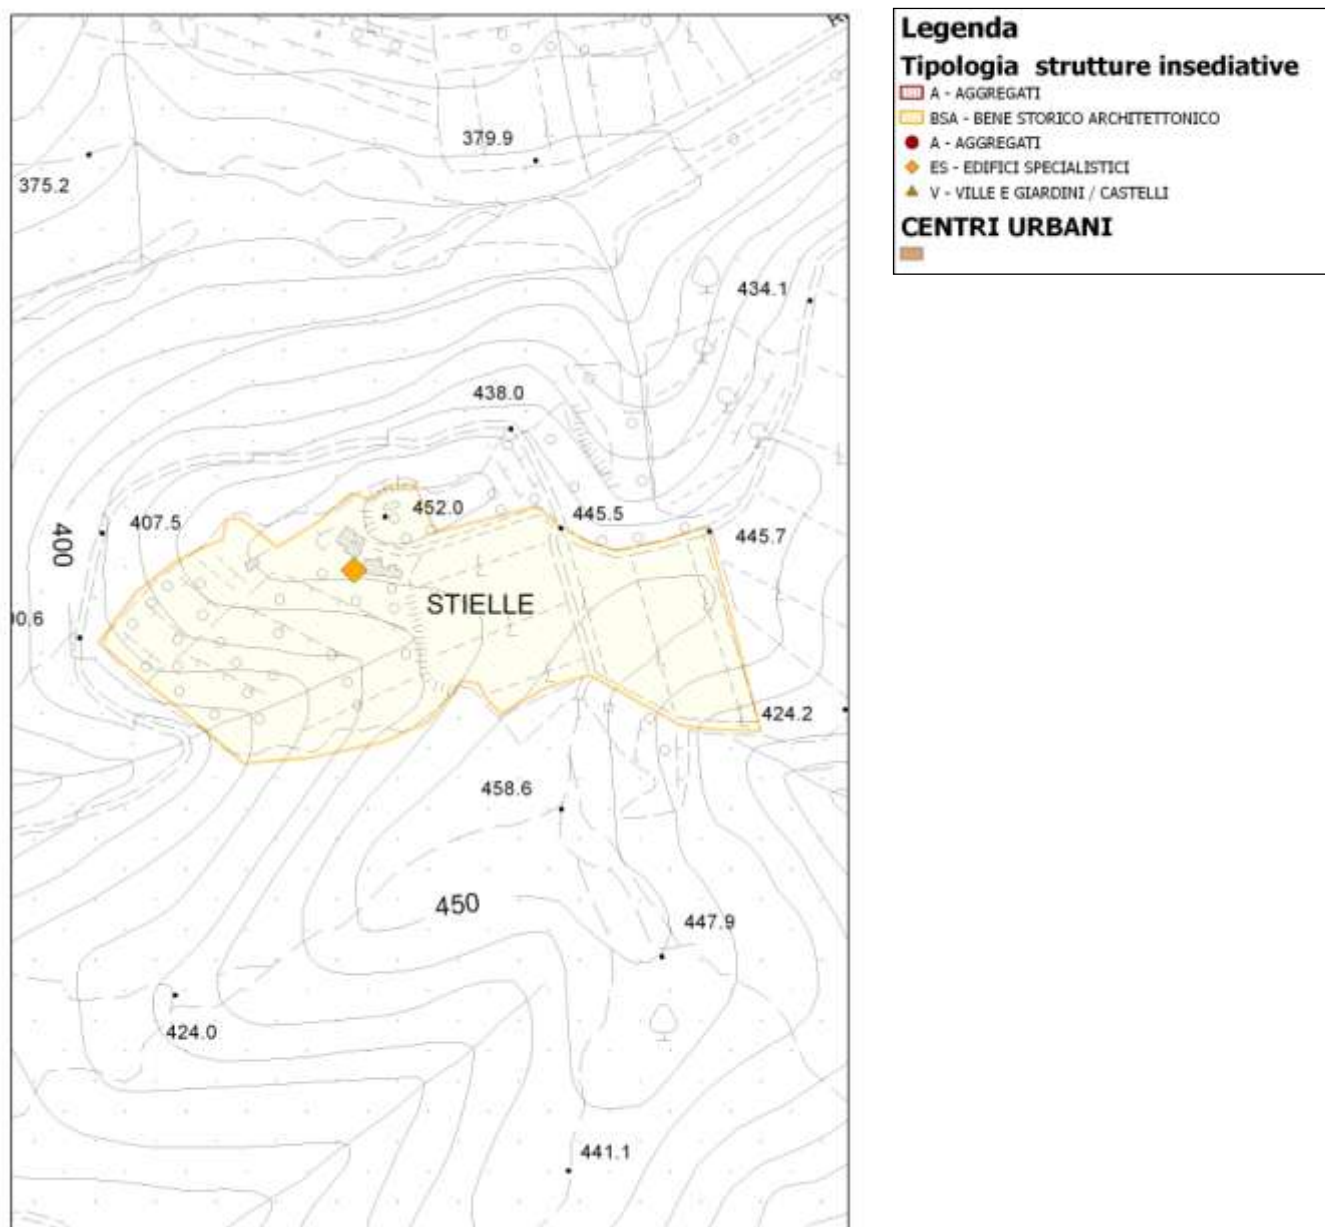 Legenda
Tipologia strutture insediative
A - AGGREGATI
BSA - BENE STORICO ARCHITETTONICO
A - AGGREGATI
ES - EDIFICI SPECIALISTICI
V - VILLE E GIARDINI / CASTELLI
CENTRI URBANI
379.9
375.2
434.1
438.0
452.0
445.5
407.5
445.7
400
STIELLE
00.6
424.2
458.6
450
447.9
424.0
441.1